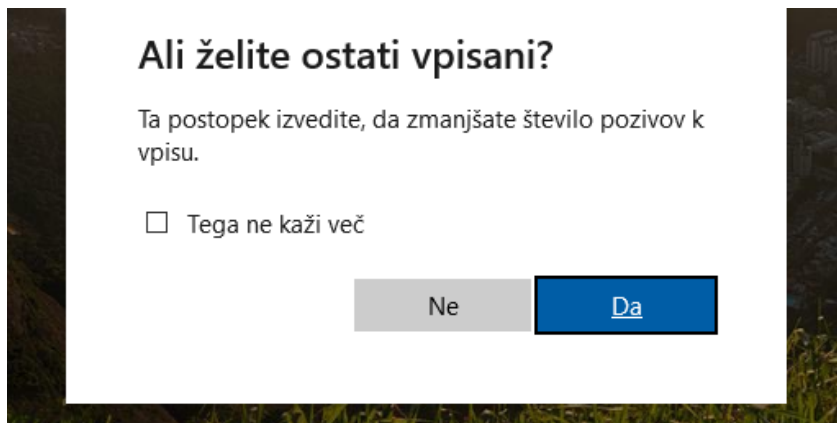 Ali želite ostati vpisani?
Ta postopek izvedite, da zmanjšate število pozivov k
vpisu.
Tega ne kaži več
Ne
Da